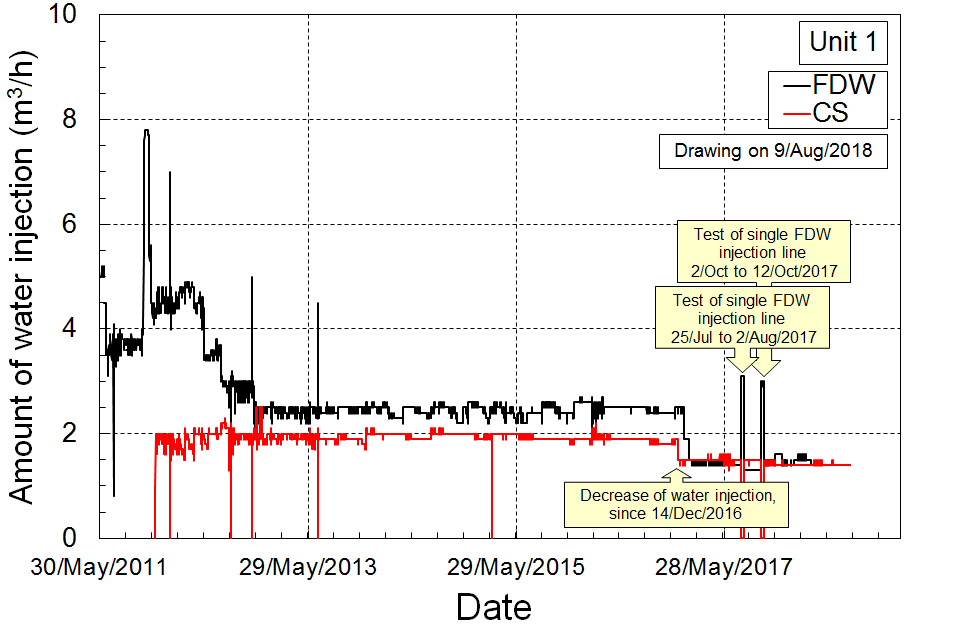 10
Unit 1
FDW
CS
8
Drawing on 9/Aug/2018
Amount of water injection (m³/h)
6
Test of single FDW
injection line
2/Oct to 12/Oct/2017
Test of single FDW
injection line
25/Jul to 2/Aug/2017
4
2
Decrease of water injection,
since 14/Dec/2016
0
30/May/2011
29/May/2013
29/May/2015
28/May/2017
Date